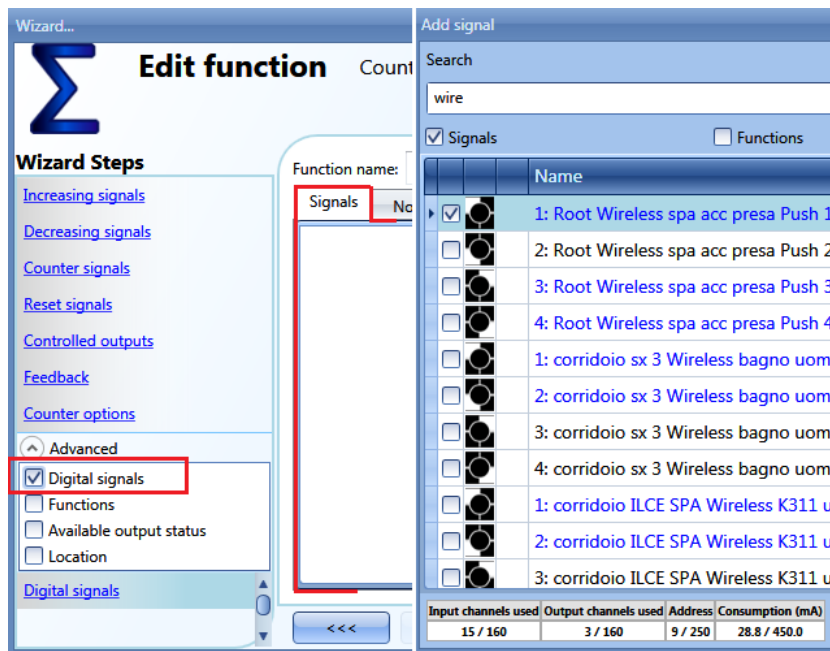 Wizard...
Edit function Count
Wizard Steps
Increasing signals
Decreasing signals
Counter signals
Reset signals
Controlled outputs
Feedback
Counter options
Advanced
Digital signals
Functions
Available output status
Location
Digital signals
Function name:
Signals No
<<<
Add signal
Search
wire
Signals Functions
Name
1: Root Wireless spa acc presa Push 1
2: Root Wireless spa acc presa Push 2
3: Root Wireless spa acc presa Push 3
4: Root Wireless spa acc presa Push 4
1: corridoio sx 3 Wireless bagno uom
2: corridoio sx 3 Wireless bagno uom
3: corridoio sx 3 Wireless bagno uom
4: corridoio sx 3 Wireless bagno uom
1: corridoio ILCE SPA Wireless K311 u
2: corridoio ILCE SPA Wireless K311 u
3: corridoio ILCE SPA Wireless K311 u
Input channels used Output channels used Address Consumption (mA)
15 / 160 3 / 160 9 / 250 28.8 / 450.0